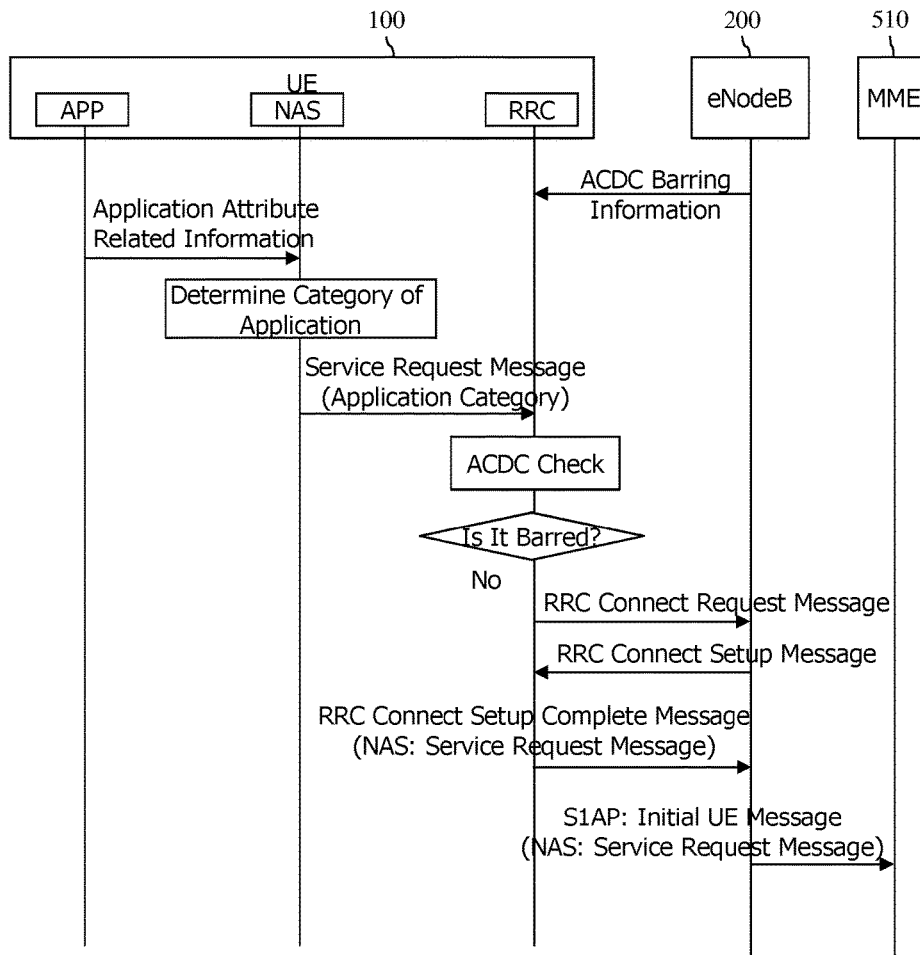 100
200
510
UE
APP
NAS
RRC
eNodeB
MME
ACDC Barring
Information
Application Attribute
Related Information
Determine Category of
Application
Service Request Message
(Application Category)
ACDC Check
Is It Barred?
No
RRC Connect Request Message
RRC Connect Setup Message
RRC Connect Setup Complete Message
(NAS: Service Request Message)
S1AP: Initial UE Message
(NAS: Service Request Message)